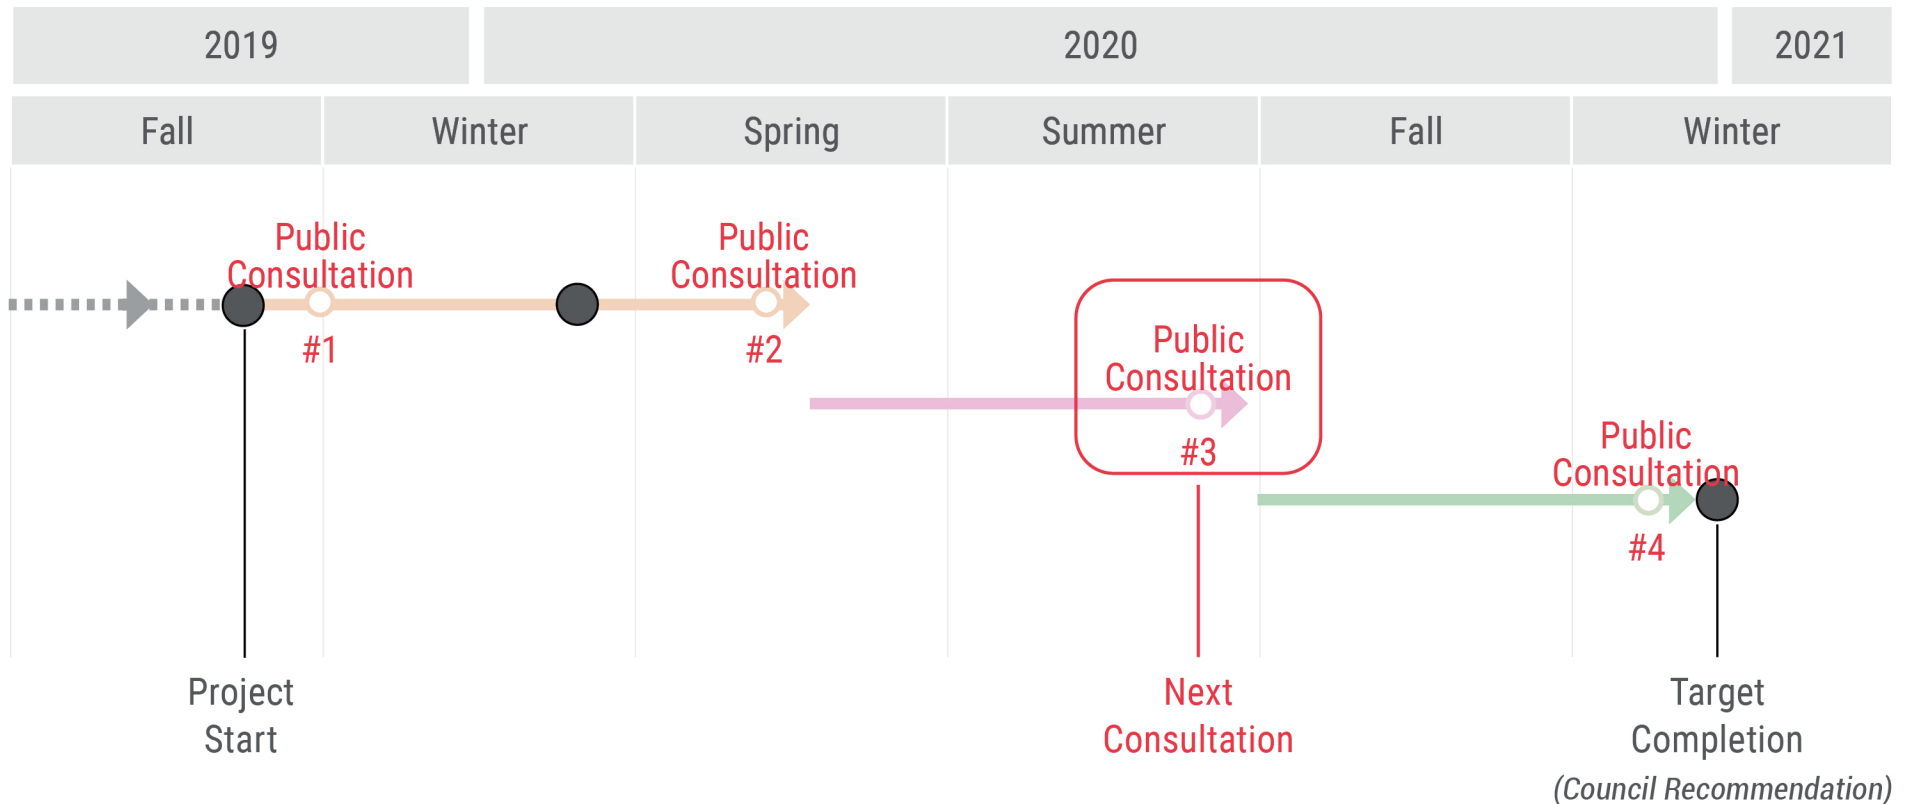 2019
2020
2021
Fall
Winter
Spring
Summer
Fall
Winter
Public
Consultation
#1
Public
Consultation
#2
Public
Consultation
#3
Public
Consultation
#4
Project
Start
Next
Consultation
Target
Completion
(Council Recommendation)